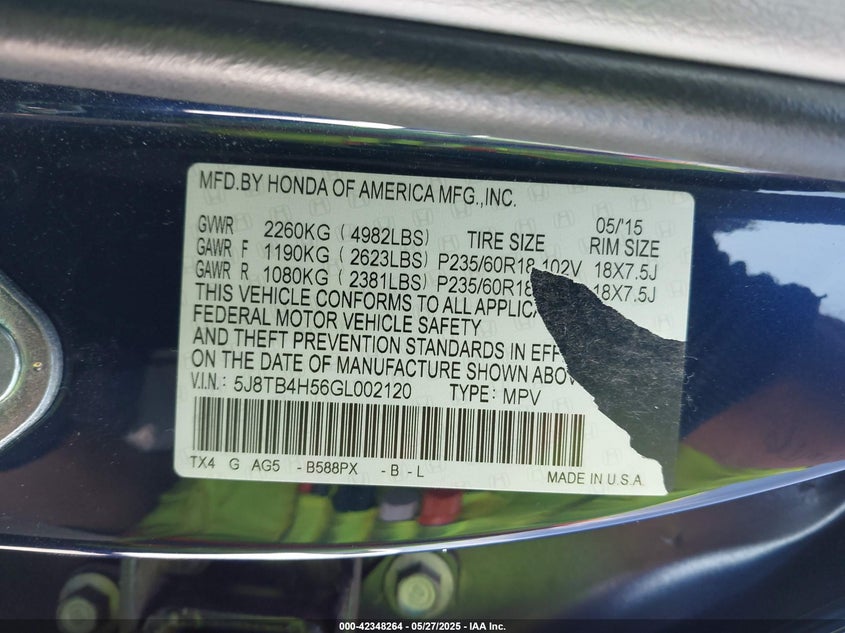 MFD.BY HONDA OF AMERICA MFG.,INC.
05/'15
GVWR 2260KG ( 4982LBS) TIRE SIZE RIM SIZE
GAWR F 1190KG ( 2623LBS) P235/60R18 102V 18X7.5J
GAWR R 1080KG ( 2381LBS) P235/60R18 18X7.5J
THIS VEHICLE CONFORMS TO ALL
FEDERAL MOTOR VEHICLE SAFETY
AND THEFT PREVENTION STANDARDS IN
ON THE DATE OF MANUFACTURE SHOWN
V.I.N.: 5J8TB4H56GL002120 TYPE: MPV
TX4 G AG5 -B588PX -B -L
MADE IN U.S.A.
000-42348264 - 05/27/2025 - IAA Inc.